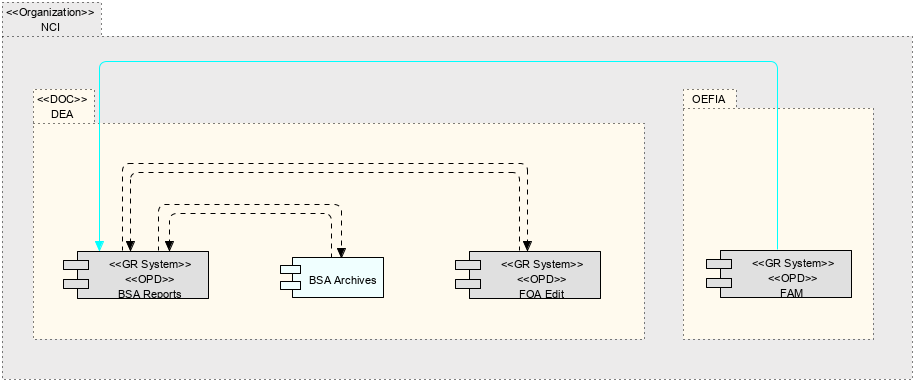 <<Organization>>
NCI
<<DOC>>
DEA
OEFIA
<<GR System>>
<<OPD>>
BSA Reports
BSA Archives
<<GR System>>
<<OPD>>
FOA Edit
<<GR System>>
<<OPD>>
FAM